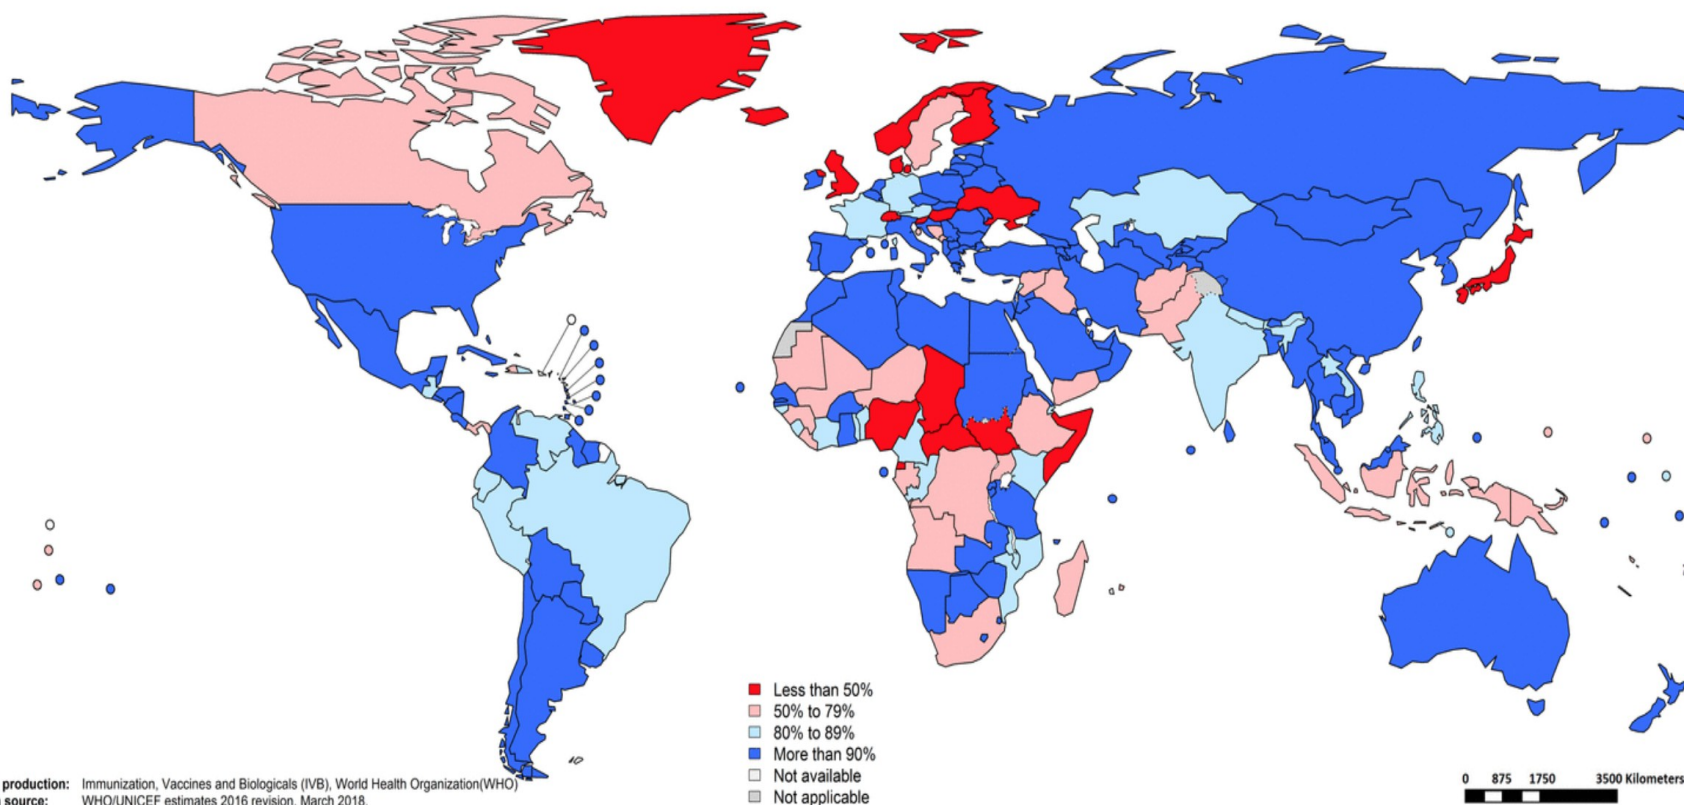 Less than 50%
50% to 79%
80% to 89%
More than 90%
Not available
Not applicable
production: Immunization, Vaccines and Biologicals (IVB), World Health Organization(WHO)
source: WHO/UNICEF estimates 2016 revision. March 2018.
0 875 1750 3500 Kilometers